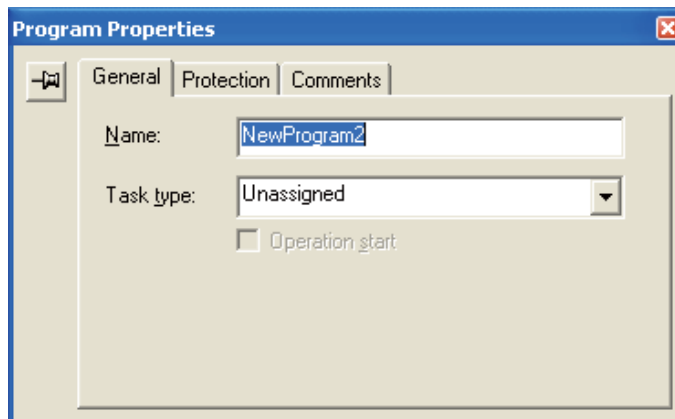 Program Properties
General Protection Comments
Name: NewProgram2
Task type: Unassigned
Operation start